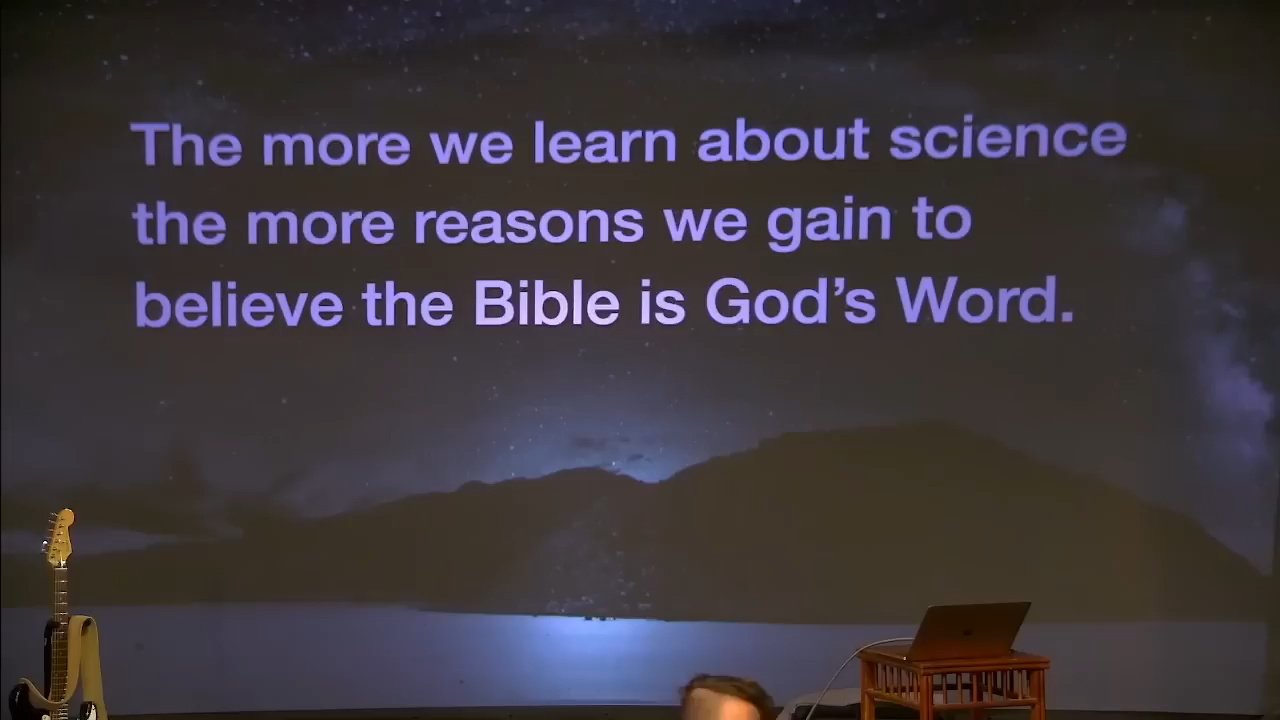 The more we learn about science
the more reasons we gain to
believe the Bible is God’s Word.